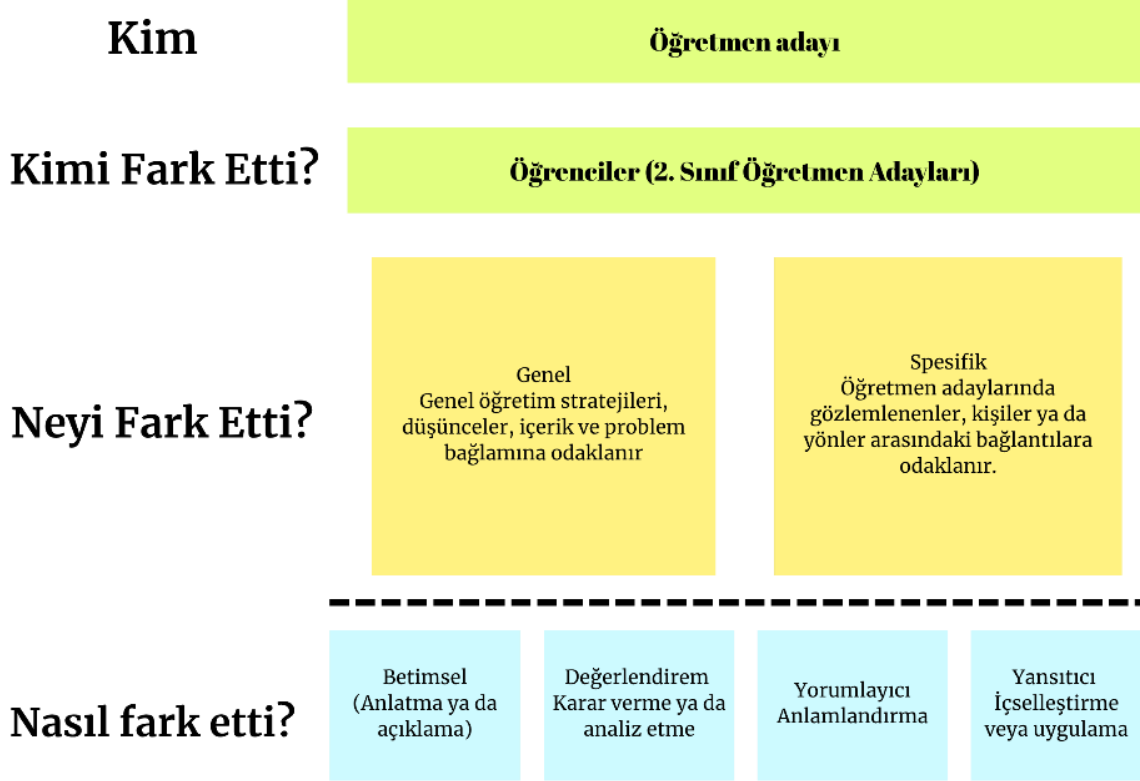 Kim
Öğretmen adayı
Kimi Fark Etti?
Öğrenciler (2. Sınıf Öğretmen Adayları)
Neyi Fark Etti?
Genel
Genel öğretim stratejileri,
düşünceler, içerik ve problem
bağlamına odaklanır
Spesifik
Öğretmen adaylarında
gözlemlenenler, kişiler ya da
yönler arasındaki bağlantılara
odaklanır.
Nasıl fark etti?
Betimsel
(Anlatma ya da
açıklama)
Değerlendirem
Karar verme ya da
analiz etme
Yorumlayıcı
Anlamlandırma
Yansıtıcı
İçselleştirme
veya uygulama